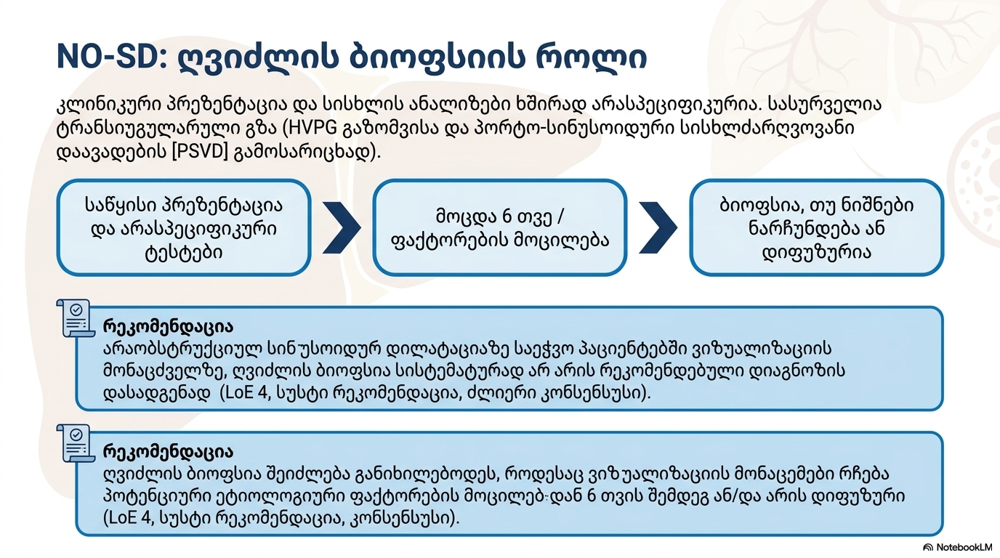 NO-SD: ღვიძლის ბიოფსიის როლი
კლინიკური პრეზენტაცია და სისხლის ანალიზები ხშირად არასპეციფიკურია. სასურველია
ტრანსიუგულარული გზა (HVPG გაზომვისა და პორტო-სინუსოიდური სისხლძარღვოვანი
დაავადების [PSVD] გამოსარიცხად).
საწყისი პრეზენტაცია
და არასპეციფიკური
ტესტები
მოცდა 6 თვე /
ფაქტორების მოცილება
ბიოფსია, თუ ნიშნები
ნარჩუნდება ან
დიფუზურია
რეკომენდაცია
არაობსტრუქციულ სინუსოიდურ დილატაციაზე საეჭვო პაციენტებში ვიზუალიზაციის
მონაცძველზე, ღვიძლის ბიოფსია სისტემატურად არ არის რეკომენდებული დიაგნოზის
დასადგენად (LoE 4, სუსტი რეკომენდაცია, ძლიერი კონსენსუსი).
რეკომენდაცია
ღვიძლის ბიოფსია შეიძლება განიხილებოდეს, როდესაც ვიზუალიზაციის მონაცემები რჩება
პოტენციური ეტიოლოგიური ფაქტორების მოცილებ-დან 6 თვის შემდეგ ან/და არის დიფუზური
(LoE 4, სუსტი რეკომენდაცია, კონსენსუსი).
NotebookLM